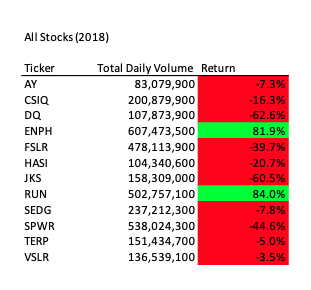 All Stocks (2018)
Ticker Total Daily Volume Return
AY 83,079,900 -7.3%
CSIQ 200,879,900 -16.3%
DQ 107,873,900 -62.6%
ENPH 607,473,500 81.9%
FSLR 478,113,900 -39.7%
HASI 104,340,600 -20.7%
JKS 158,309,000 -60.5%
RUN 502,757,100 84.0%
SEDG 237,212,300 -7.8%
SPWR 538,024,300 -44.6%
TERP 151,434,700 -5.0%
VSLR 136,539,100 -3.5%